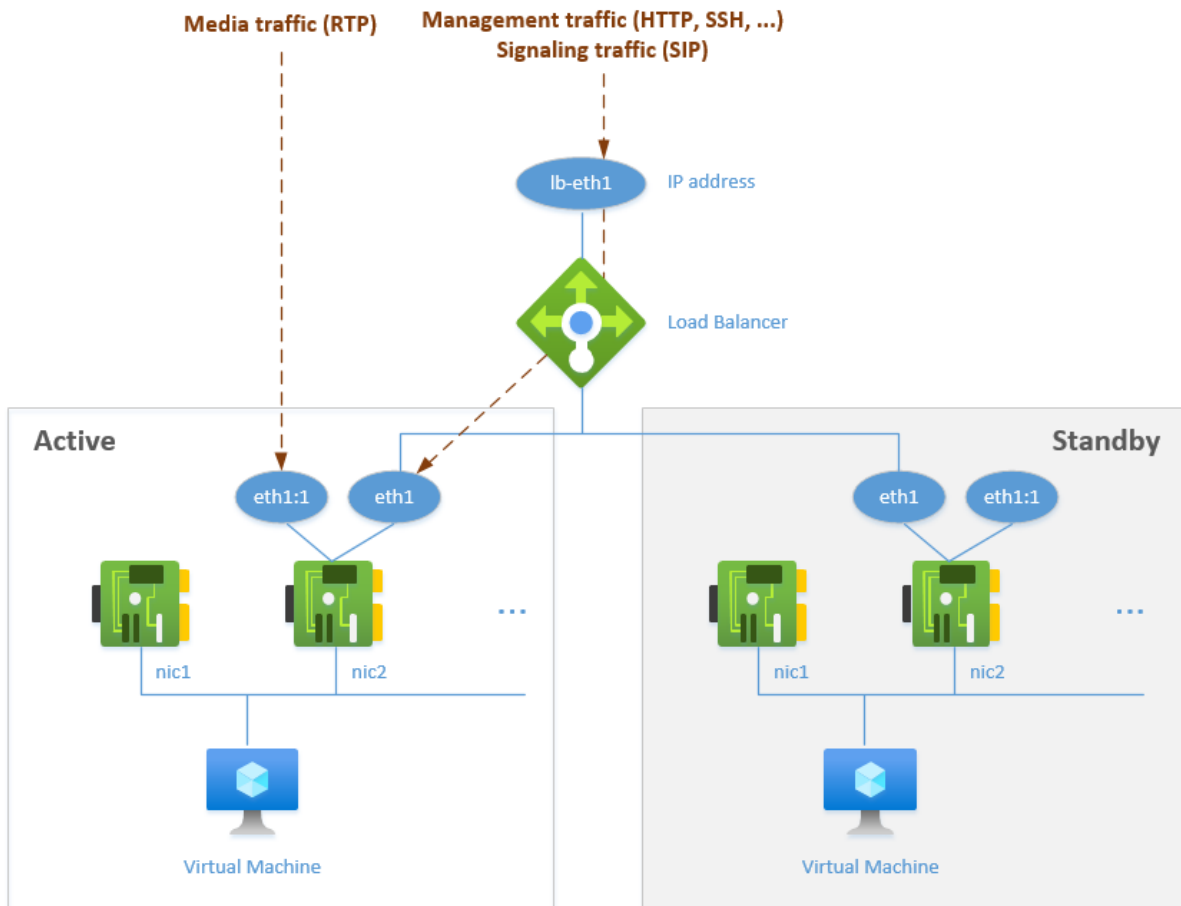 Media traffic (RTP)
Management traffic (HTTP, SSH, ...)
Signaling traffic (SIP)
lb-eth1
IP address
Load Balancer
Active
Standby
eth1:1
eth1
eth1
eth1:1
...
...
nic1
nic2
nic1
nic2
Virtual Machine
Virtual Machine